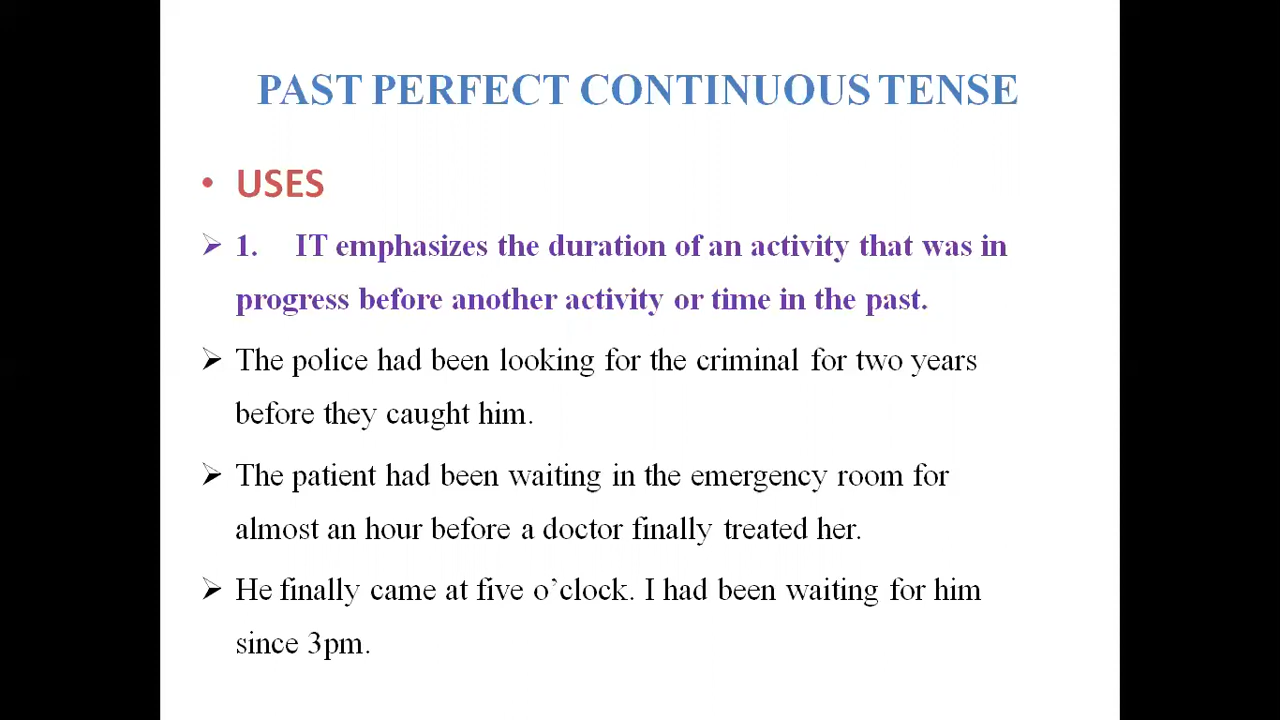 PAST PERFECT CONTINUOUS TENSE
• USES
➢ 1. IT emphasizes the duration of an activity that was in
progress before another activity or time in the past.
➢ The police had been looking for the criminal for two years
before they caught him.
➢ The patient had been waiting in the emergency room for
almost an hour before a doctor finally treated her.
➢ He finally came at five o’clock. I had been waiting for him
since 3pm.